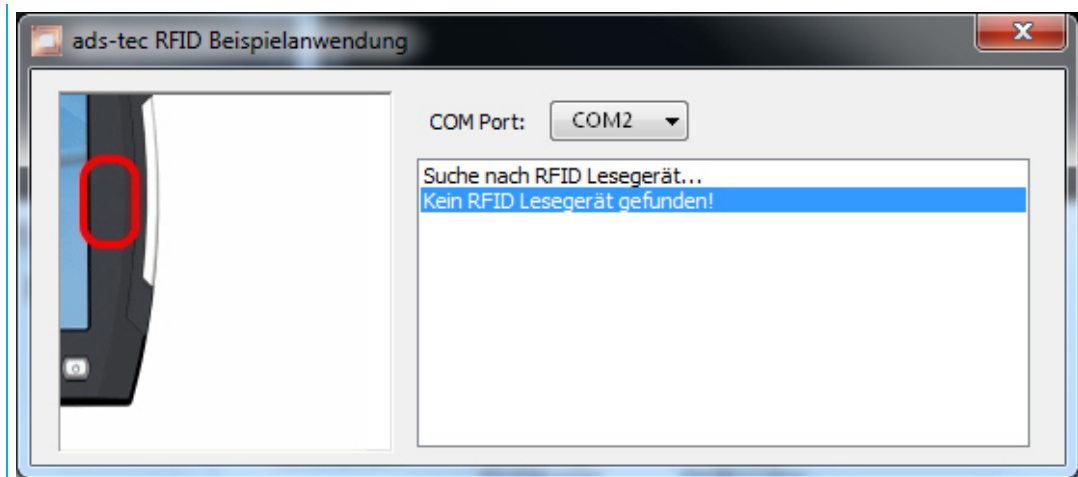 ads-tec RFID Beispielanwendung
COM Port: COM2
Suche nach RFID Lesegerät...
Kein RFID Lesegerät gefunden!